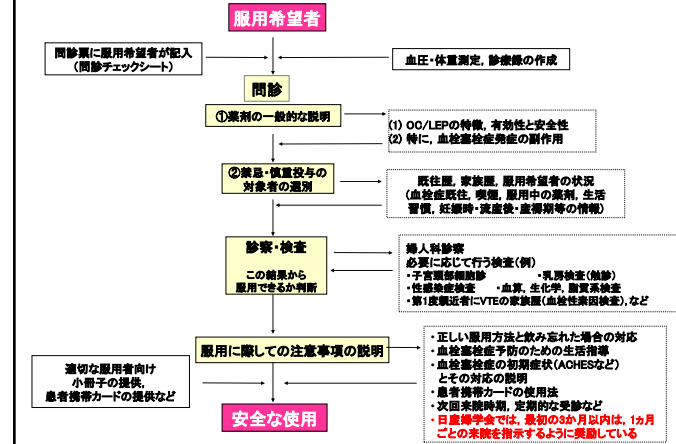 服用希望者
問診票に服用希望者が記入
(問診チェックシート)
血圧・体重測定, 診療録の作成
問診
①薬剤の一般的な説明
(1) OC/LEPの特徴, 有効性と安全性
(2) 特に, 血栓塞栓症発症の副作用
②禁忌・慎重投与の
対象者の選別
既往歴, 家族歴, 服用希望者の状況
(血栓症既往, 喫煙, 服用中の薬剤, 生活
習慣, 妊娠時・流産後・産褥期等の情報)
診察・検査
この結果から
服用できるか判断
婦人科診察
必要に応じて行う検査(例)
・子宮頸部細胞診 ・乳房検査(触診)
・性感染症検査 ・血算, 生化学, 脂質系検査
・第1度親近者にVTEの家族歴(血栓性素因検査), など
服用に際しての注意事項の説明
・正しい服用方法と飲み忘れた場合の対応
・血栓塞栓症予防のための生活指導
・血栓塞栓症の初期症状(ACHESなど)
とその対応の説明
・患者携帯カードの使用法
・次回来院時期, 定期的な受診など
・日産婦学会では, 最初の3か月以内は, 1ヵ月
ごとの来院を指示するように奨励している
適切な服用者向け
小冊子の提供,
患者携帯カードの提供など
安全な使用